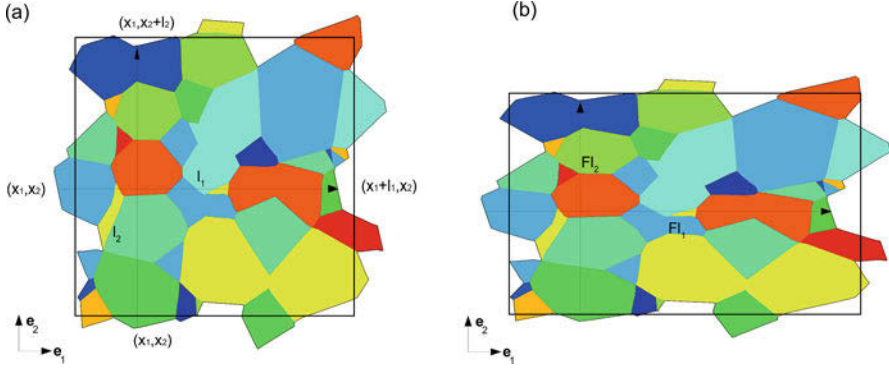 (a)
(x₁,x₂+l₂)
l₁
(x₁,x₂)
(x₁+l₁,x₂)
l₂
(x₁,x₂)
e₂
e₁
(b)
Fl₂
Fl₁
e₂
e₁